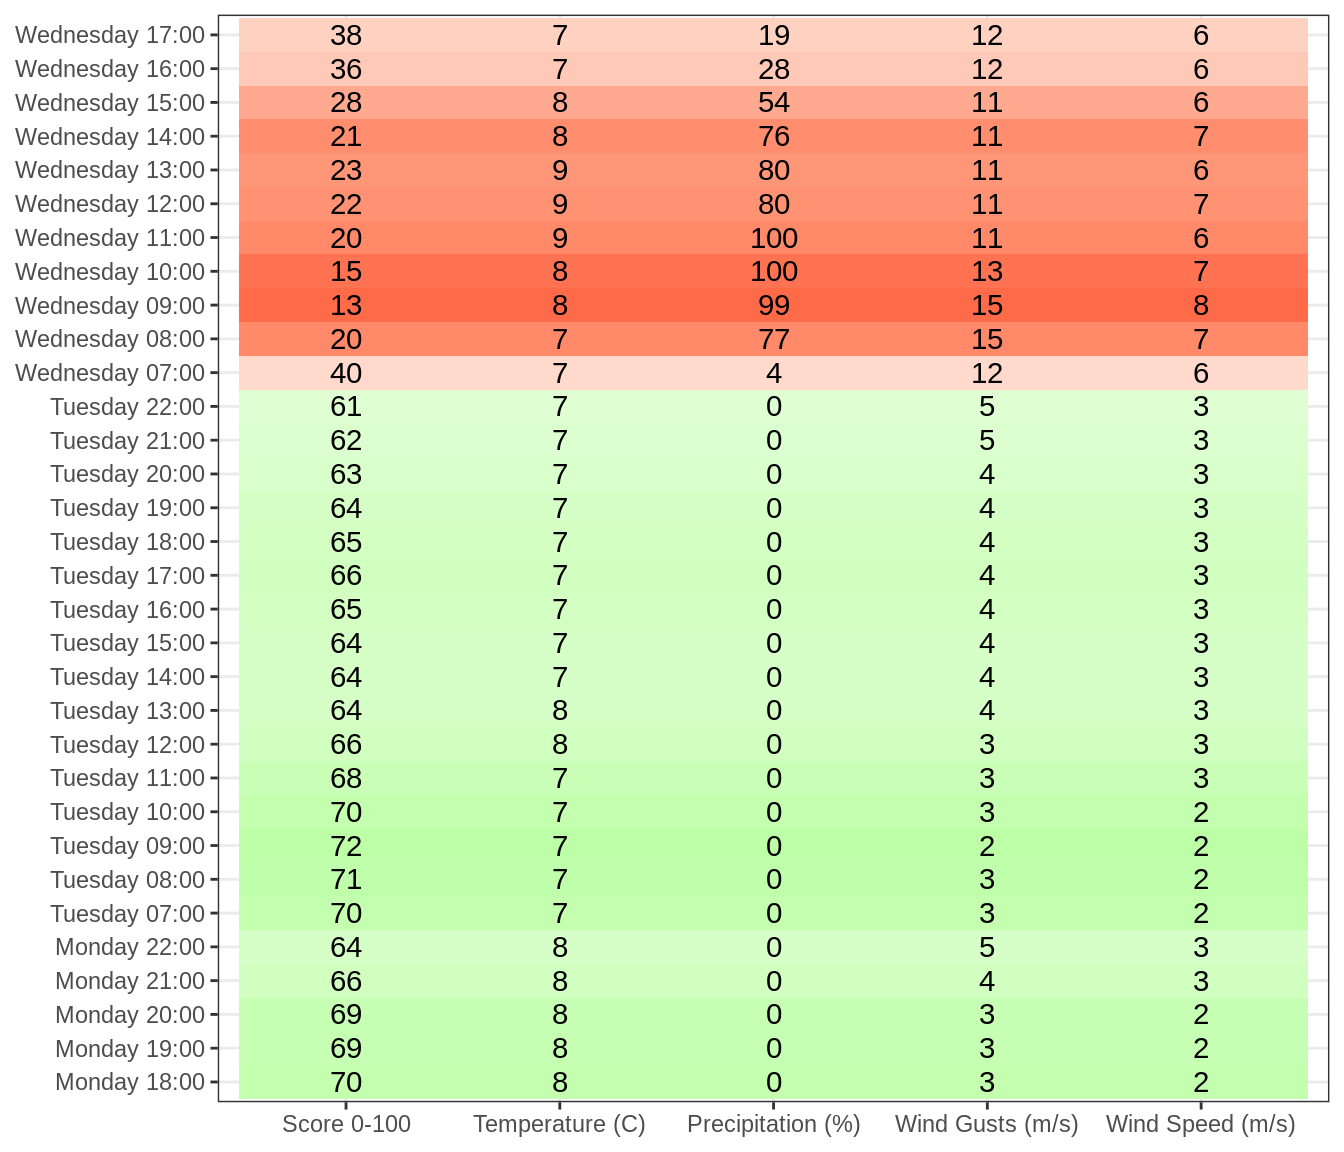 Wednesday 17:00 38 7 19 12 6
Wednesday 16:00 36 7 28 12 6
Wednesday 15:00 28 8 54 11 6
Wednesday 14:00 21 8 76 11 7
Wednesday 13:00 23 9 80 11 6
Wednesday 12:00 22 9 80 11 7
Wednesday 11:00 20 9 100 11 6
Wednesday 10:00 15 8 100 13 7
Wednesday 09:00 13 8 99 15 8
Wednesday 08:00 20 7 77 15 7
Wednesday 07:00 40 7 4 12 6
Tuesday 22:00 61 7 0 5 3
Tuesday 21:00 62 7 0 5 3
Tuesday 20:00 63 7 0 4 3
Tuesday 19:00 64 7 0 4 3
Tuesday 18:00 65 7 0 4 3
Tuesday 17:00 66 7 0 4 3
Tuesday 16:00 65 7 0 4 3
Tuesday 15:00 64 7 0 4 3
Tuesday 14:00 64 7 0 4 3
Tuesday 13:00 64 8 0 4 3
Tuesday 12:00 66 8 0 3 3
Tuesday 11:00 68 7 0 3 3
Tuesday 10:00 70 7 0 3 2
Tuesday 09:00 72 7 0 2 2
Tuesday 08:00 71 7 0 3 2
Tuesday 07:00 70 7 0 3 2
Monday 22:00 64 8 0 5 3
Monday 21:00 66 8 0 4 3
Monday 20:00 69 8 0 3 2
Monday 19:00 69 8 0 3 2
Monday 18:00 70 8 0 3 2
Score 0-100 Temperature (C) Precipitation (%) Wind Gusts (m/s) Wind Speed (m/s)